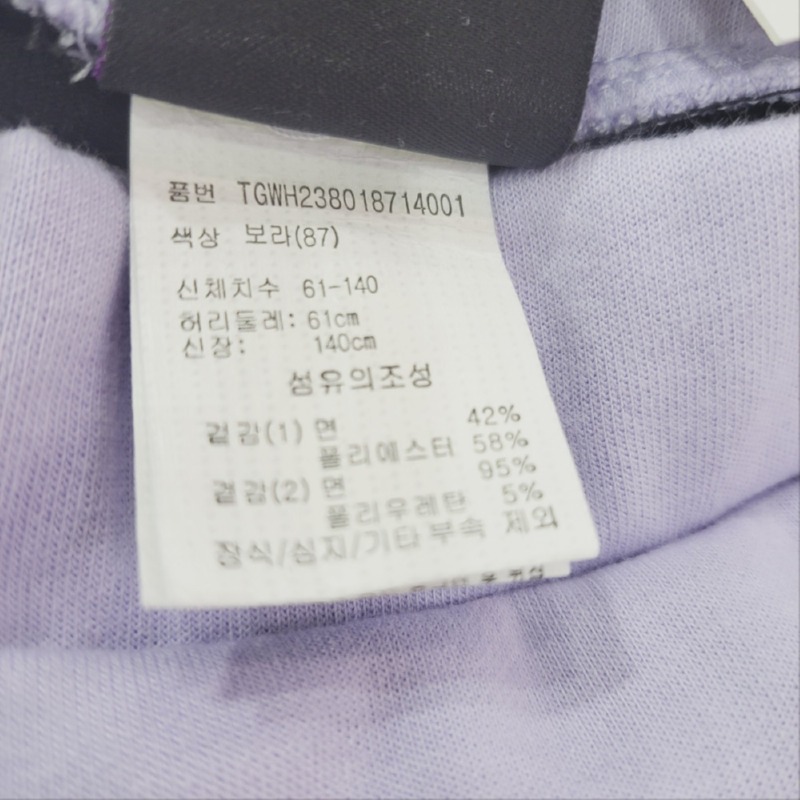 품번 TGWH238018714001
색상 보라(87)
신체치수 61-140
허리둘레: 61cm
신장: 140cm
섬유의조성
겉감(1) 면 42%
폴리에스터 58%
겉감(2) 면 95%
폴리우레탄 5%
장식/심지/기타부속 제외